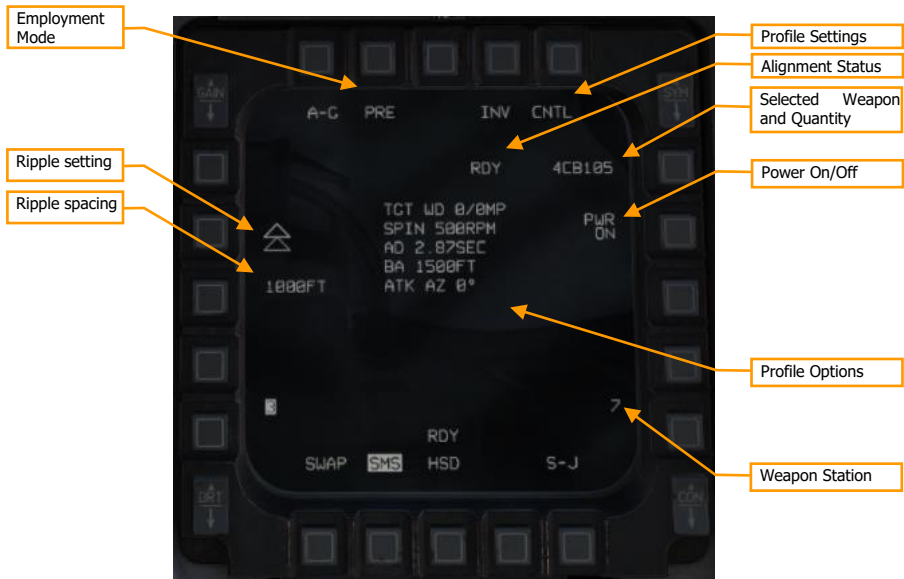 Employment
Mode
Profile Settings
Alignment Status
Selected Weapon
and Quantity
Power On/Off
Ripple setting
Ripple spacing
Profile Options
Weapon Station
GAIN
SYM
A-G PRE INV CNTL
RDY 4CB105
TGT WD 0/0MP
SPIN 500RPM
AD 2.87SEC
BA 1500FT
ATK AZ 0°
PWR
ON
1000FT
3 7
RDY
SWAP SMS HSD S-J
BRT
CON